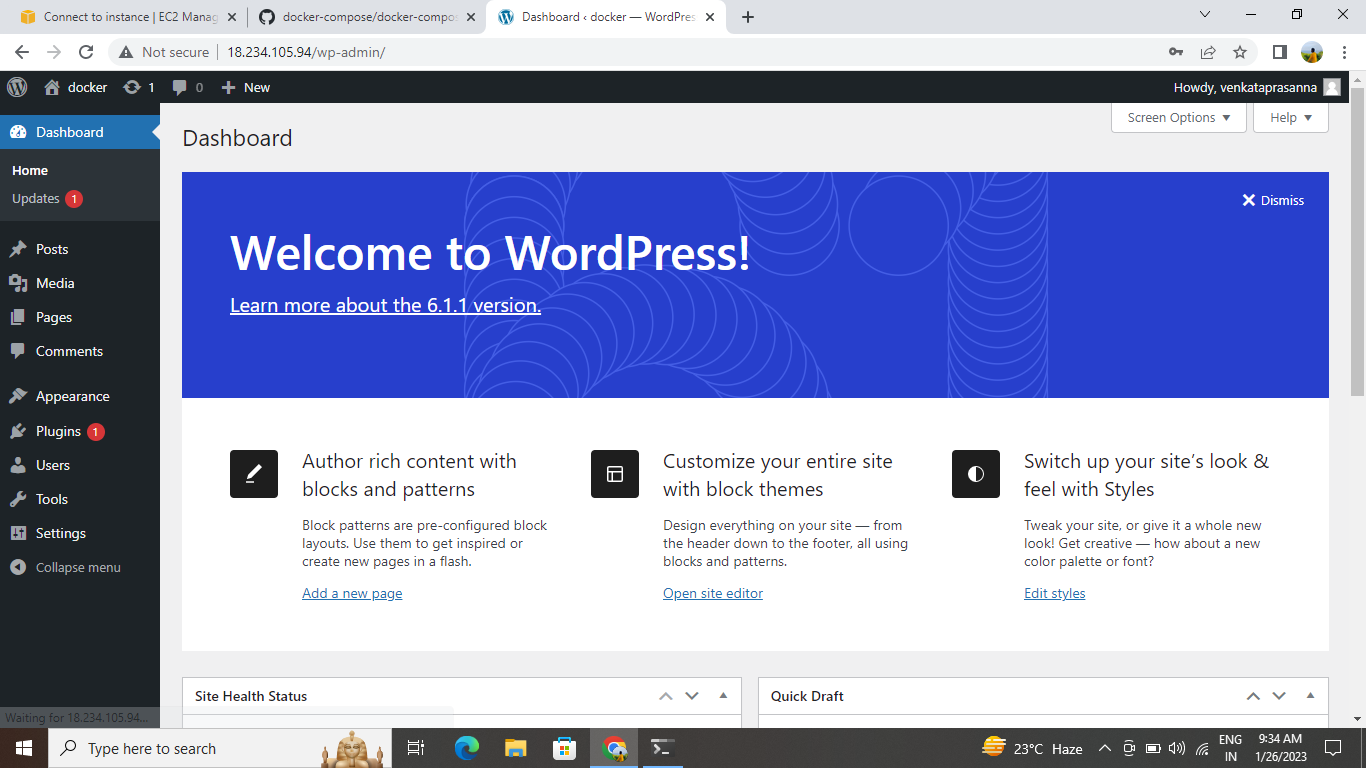 Connect to instance | EC2 Manag
docker-compose/docker-compos
Dashboard ‹ docker — WordPres
Not secure
18.234.105.94/wp-admin/
docker
1
0
New
Howdy, venkataprasanna
Dashboard
Home
Updates 1
Posts
Media
Pages
Comments
Appearance
Plugins 1
Users
Tools
Settings
Collapse menu
Screen Options
Help
Dashboard
Dismiss
Welcome to WordPress!
Learn more about the 6.1.1 version.
Author rich content with
blocks and patterns
Block patterns are pre-configured block
layouts. Use them to get inspired or
create new pages in a flash.
Add a new page
Customize your entire site
with block themes
Design everything on your site — from
the header down to the footer, all using
blocks and patterns.
Open site editor
Switch up your site’s look &
feel with Styles
Tweak your site, or give it a whole new
look! Get creative — how about a new
color palette or font?
Edit styles
Site Health Status
Quick Draft
Waiting for 18.234.105.94...
Type here to search
23°C Haze
ENG
IN
9:34 AM
1/26/2023